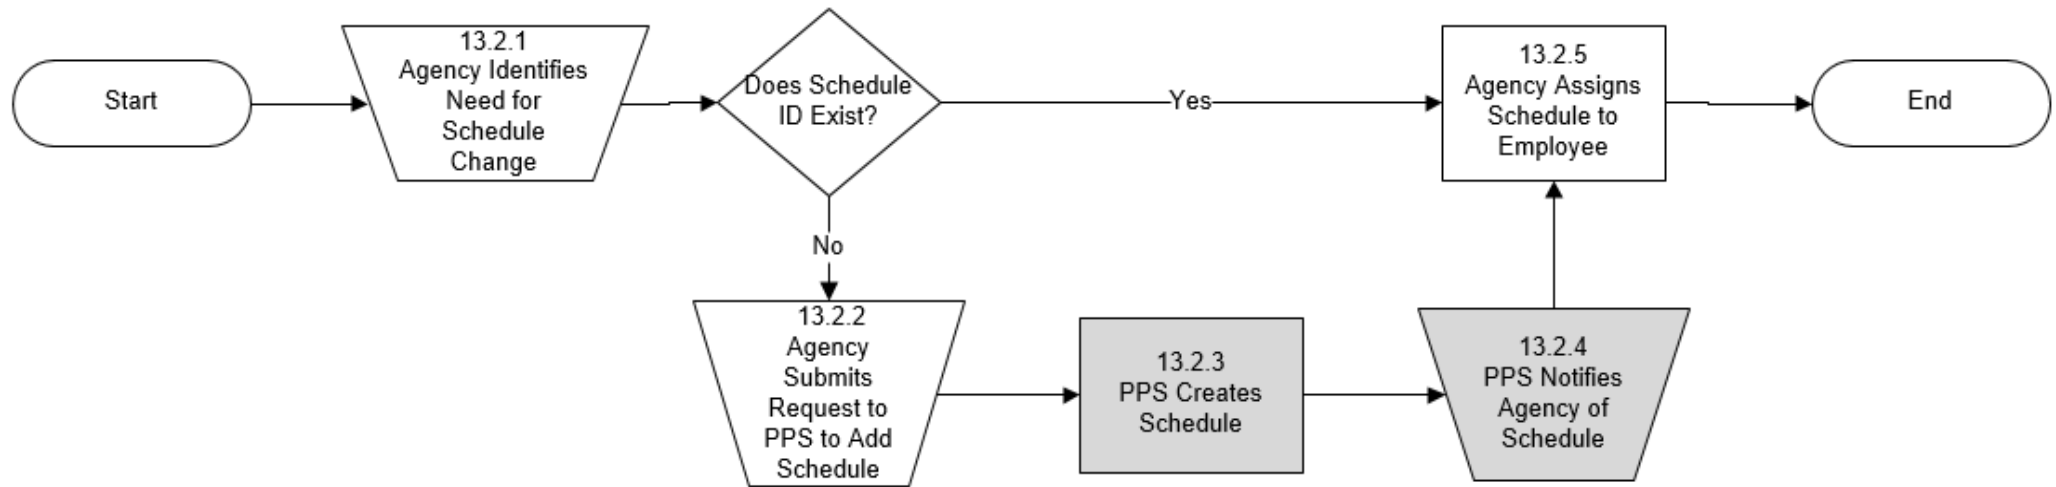 Start
13.2.1
Agency Identifies
Need for
Schedule
Change
Does Schedule
ID Exist?
Yes
13.2.5
Agency Assigns
Schedule to
Employee
End
No
13.2.2
Agency
Submits
Request to
PPS to Add
Schedule
13.2.3
PPS Creates
Schedule
13.2.4
PPS Notifies
Agency of
Schedule